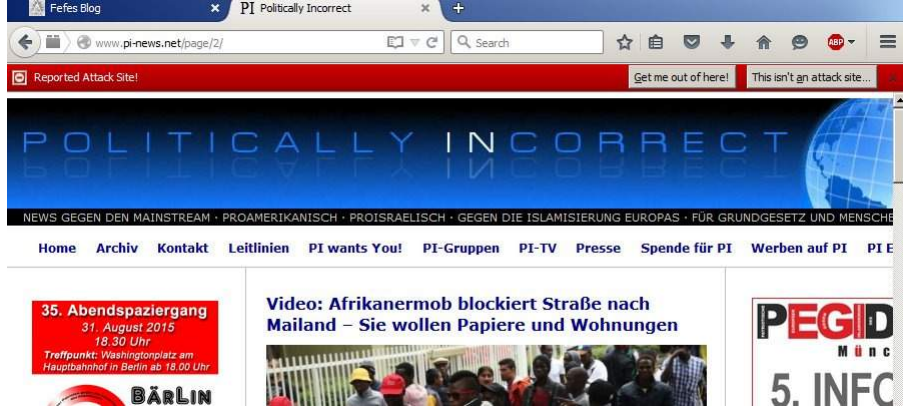 Fefes Blog
PI Politically Incorrect
www.pi-news.net/page/2/
Search
ABP
Reported Attack Site!
Get me out of here!
This isn't an attack site...
POLITICALLY INCORRECT
NEWS GEGEN DEN MAINSTREAM · PROAMERIKANISCH · PROISRAELISCH · GEGEN DIE ISLAMISIERUNG EUROPAS · FÜR GRUNDGESETZ UND MENSCHE
Home Archiv Kontakt Leitlinien PI wants You! PI-Gruppen PI-TV Presse Spende für PI Werben auf PI PI E
35. Abendspaziergang
31. August 2015
18.30 Uhr
Treffpunkt: Washingtonplatz am
Hauptbahnhof in Berlin ab 18.00 Uhr
BÄRLIN
Video: Afrikanermob blockiert Straße nach
Mailand – Sie wollen Papiere und Wohnungen
PEGID
Münc
5. INFO